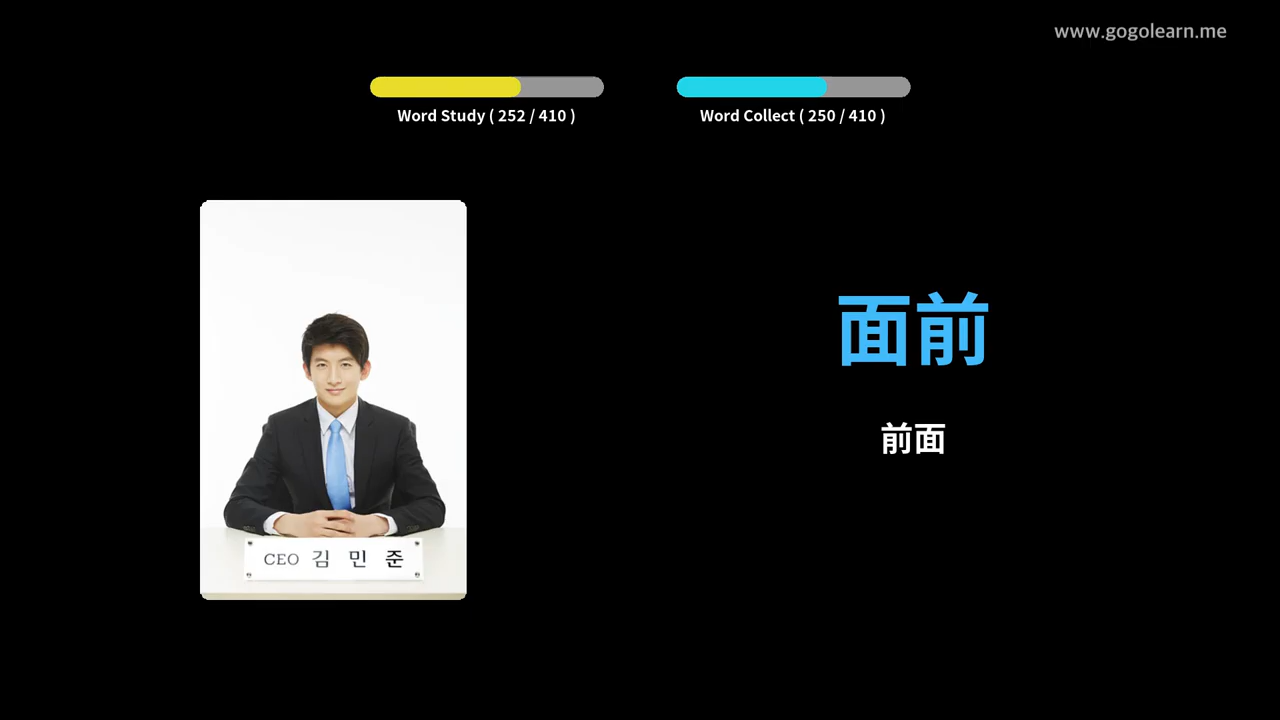 www.gogolearn.me
Word Study ( 252 / 410 )
Word Collect ( 250 / 410 )
面前
前面
CEO 김 민 준